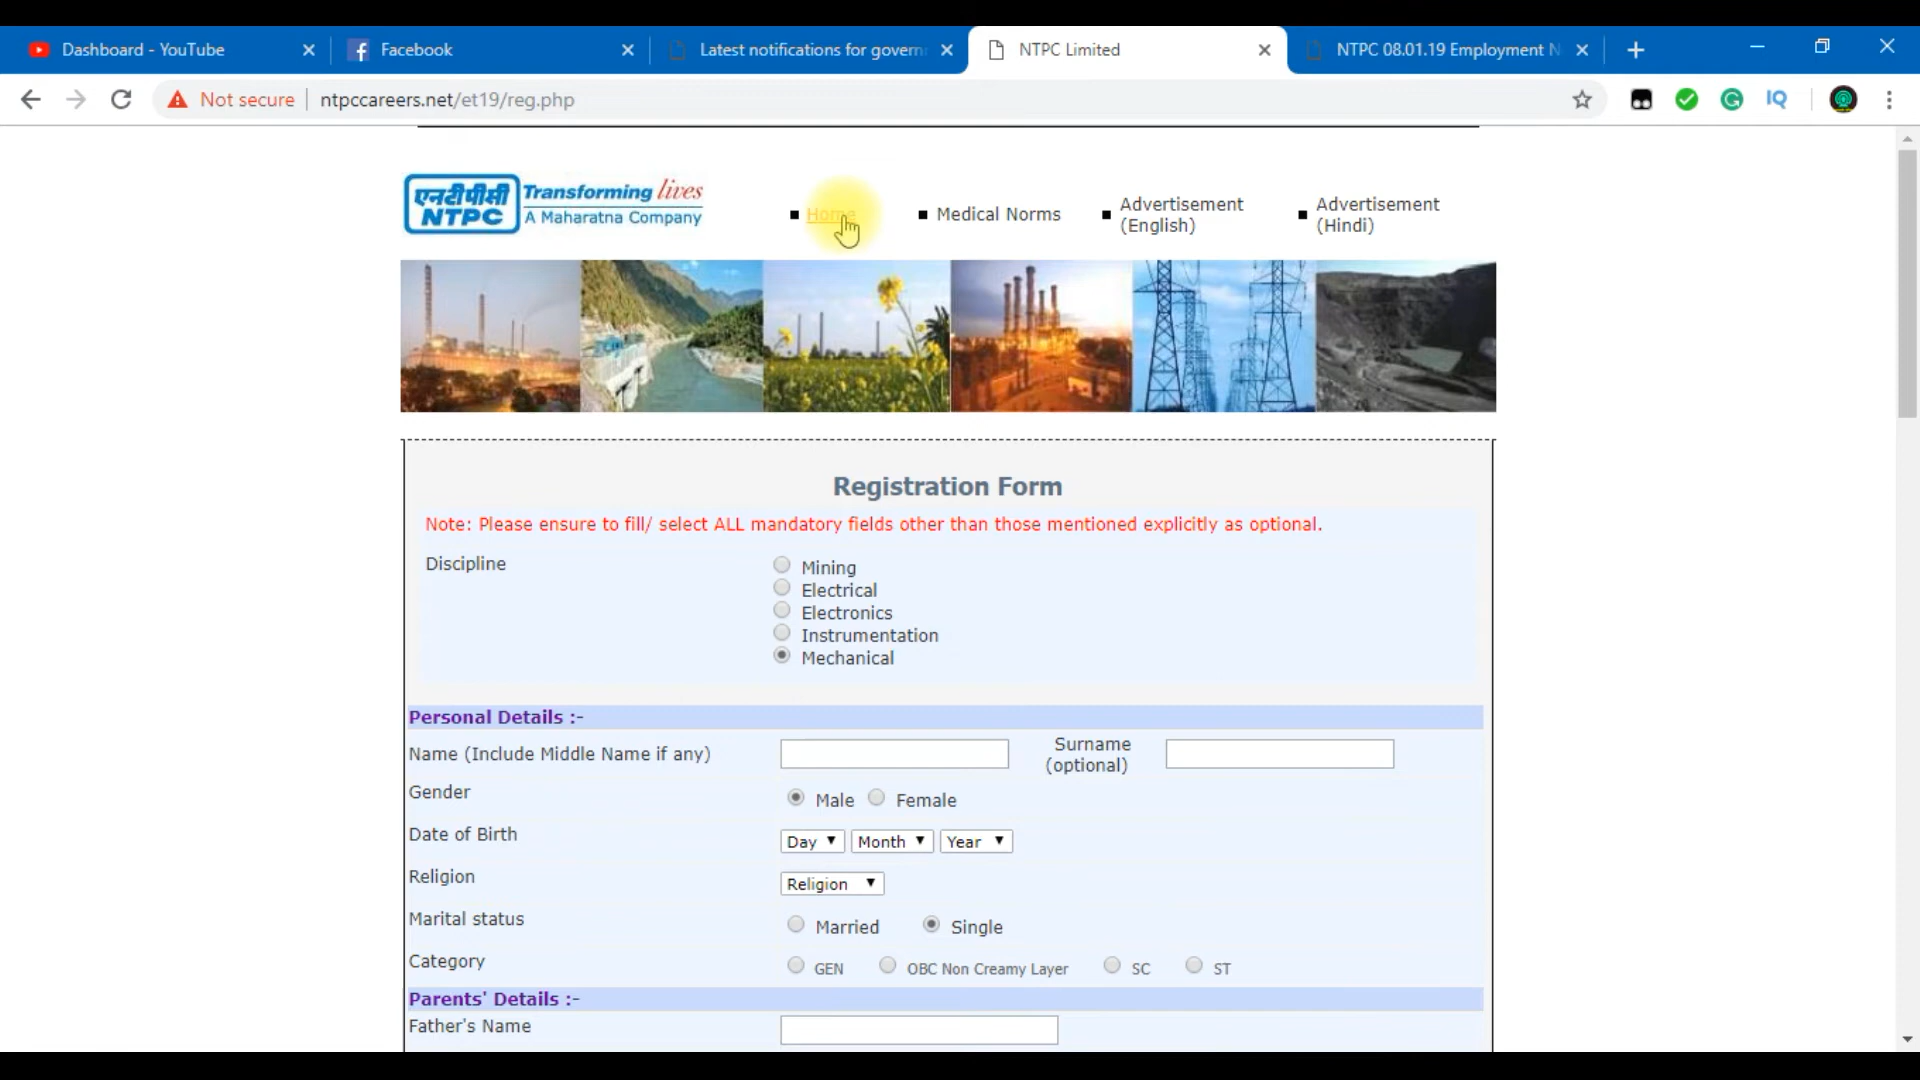 Dashboard - YouTube
Facebook
Latest notifications for govern
NTPC Limited
NTPC 08.01.19 Employment N
Not secure
ntpccareers.net/et19/reg.php
एनटीपीसी
NTPC
Transforming lives
A Maharatna Company
Home
Medical Norms
Advertisement
(English)
Advertisement
(Hindi)
Registration Form
Note: Please ensure to fill/ select ALL mandatory fields other than those mentioned explicitly as optional.
Discipline
Mining
Electrical
Electronics
Instrumentation
Mechanical
Personal Details :-
Name (Include Middle Name if any)
Surname
(optional)
Gender
Male
Female
Date of Birth
Day
Month
Year
Religion
Religion
Marital status
Married
Single
Category
GEN
OBC Non Creamy Layer
SC
ST
Parents' Details :-
Father's Name